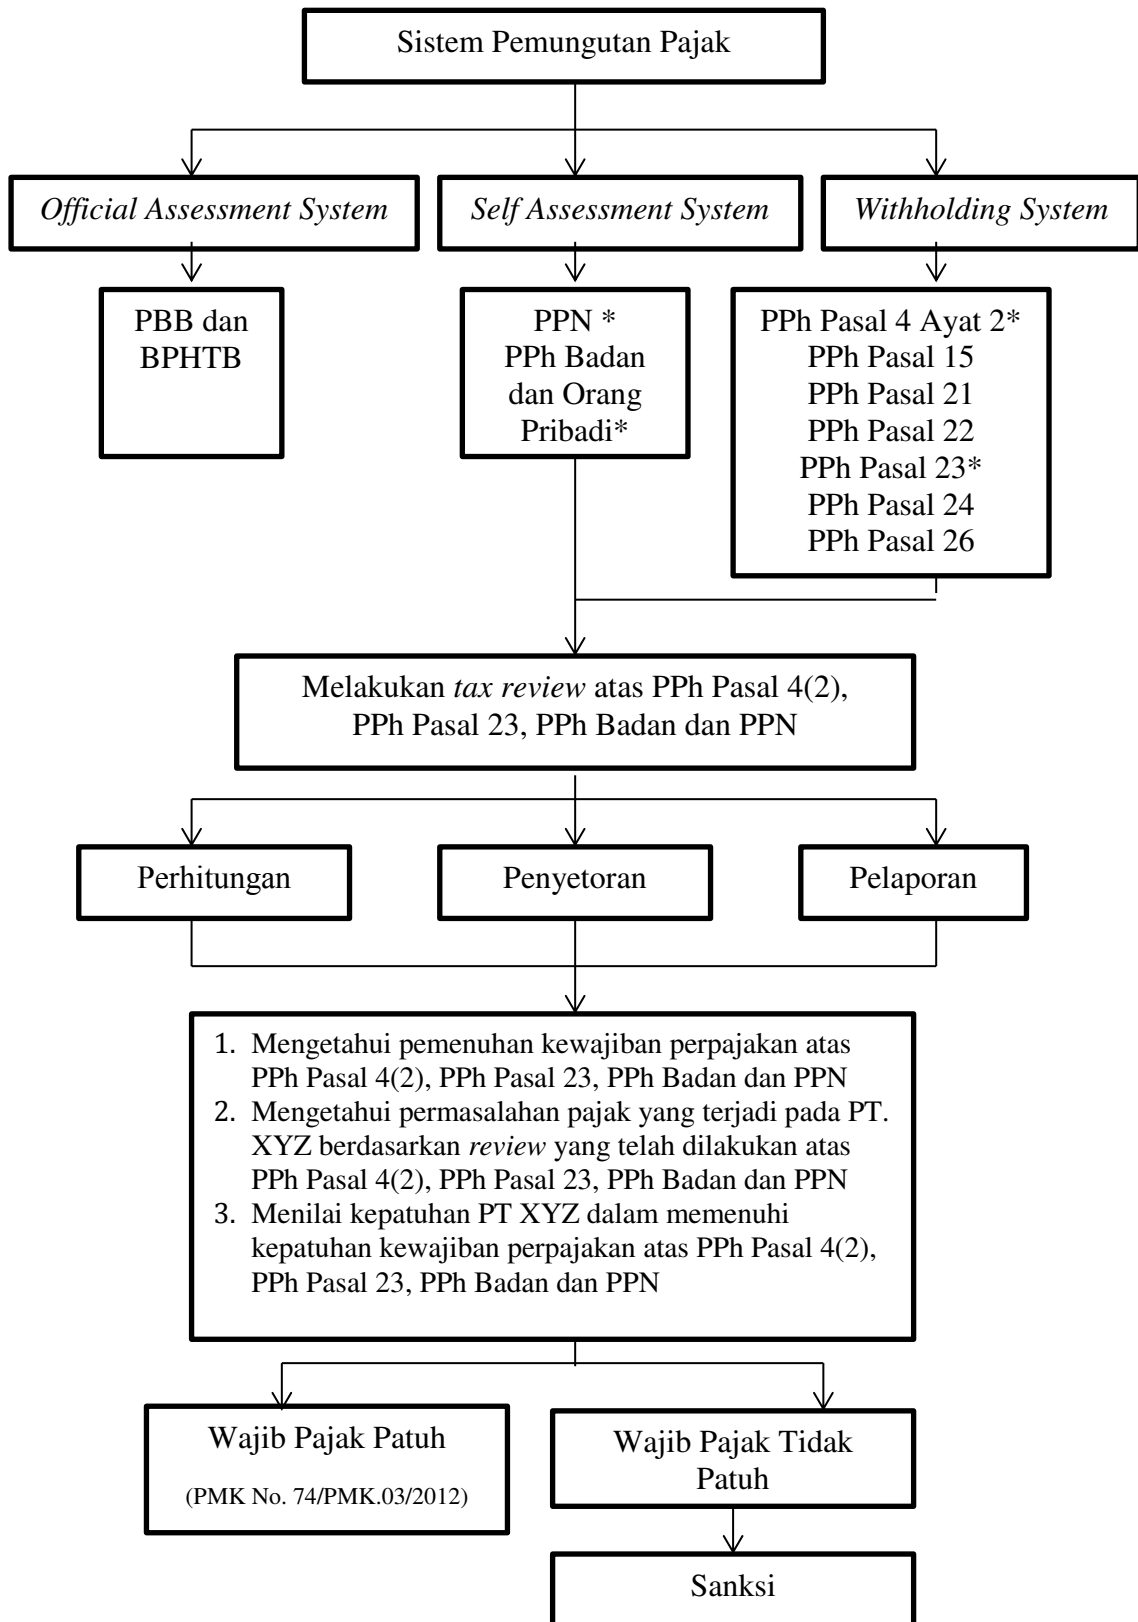 Sistem Pemungutan Pajak
Official Assessment System
Self Assessment System
Withholding System
PBB dan
BPHTB
PPN *
PPh Badan
dan Orang
Pribadi*
PPh Pasal 4 Ayat 2*
PPh Pasal 15
PPh Pasal 21
PPh Pasal 22
PPh Pasal 23*
PPh Pasal 24
PPh Pasal 26
Melakukan tax review atas PPh Pasal 4(2),
PPh Pasal 23, PPh Badan dan PPN
Perhitungan
Penyetoran
Pelaporan
1. Mengetahui pemenuhan kewajiban perpajakan atas
PPh Pasal 4(2), PPh Pasal 23, PPh Badan dan PPN
2. Mengetahui permasalahan pajak yang terjadi pada PT.
XYZ berdasarkan review yang telah dilakukan atas
PPh Pasal 4(2), PPh Pasal 23, PPh Badan dan PPN
3. Menilai kepatuhan PT XYZ dalam memenuhi
kepatuhan kewajiban perpajakan atas PPh Pasal 4(2),
PPh Pasal 23, PPh Badan dan PPN
Wajib Pajak Patuh
(PMK No. 74/PMK.03/2012)
Wajib Pajak Tidak
Patuh
Sanksi